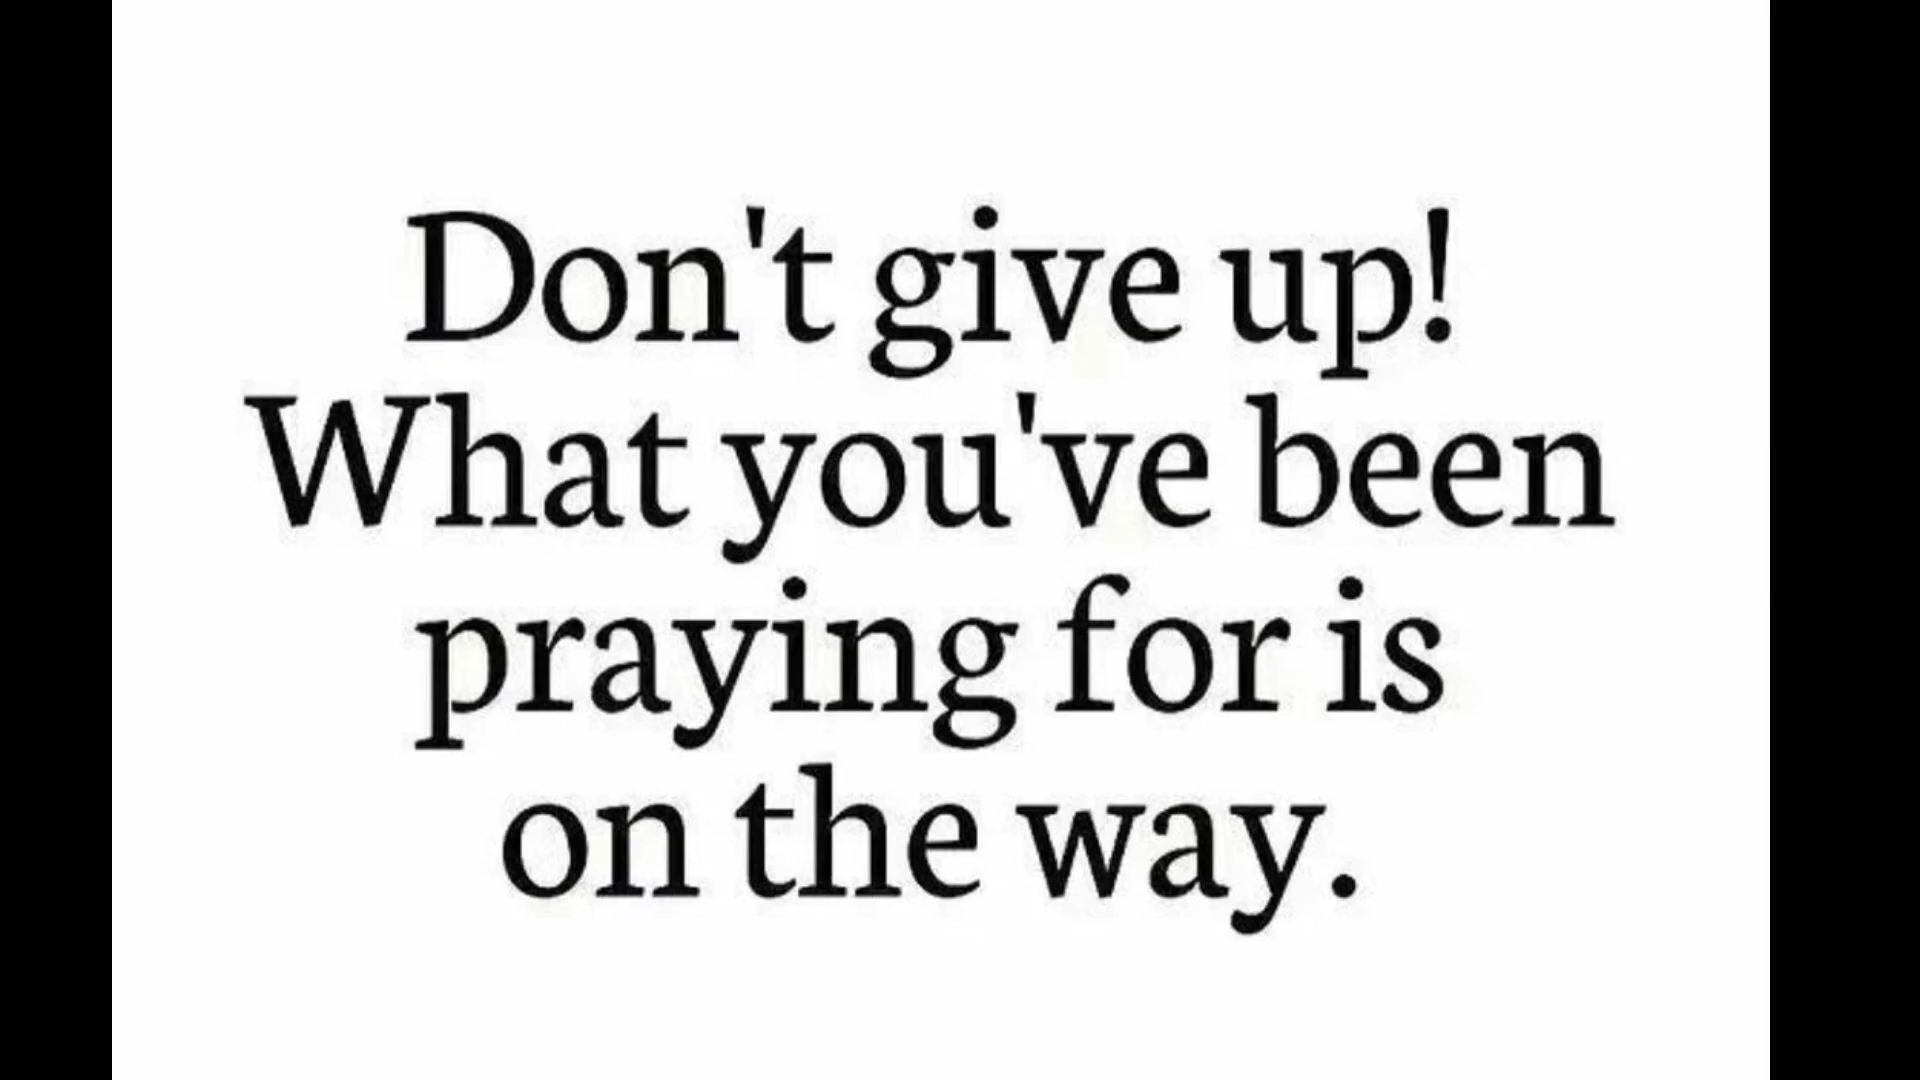 Don't give up!
What you've been
praying for is
on the way.